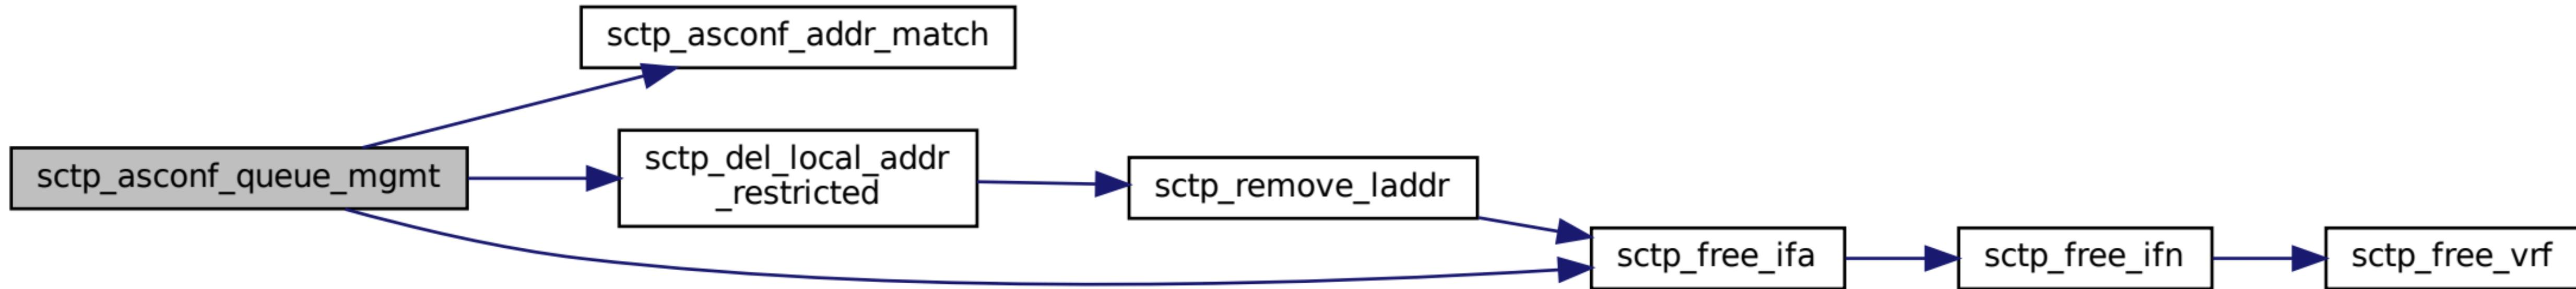 sctp_asconf_addr_match
sctp_asconf_queue_mgmt
sctp_del_local_addr
_restricted
sctp_remove_laddr
sctp_free_ifa
sctp_free_ifn
sctp_free_vrf